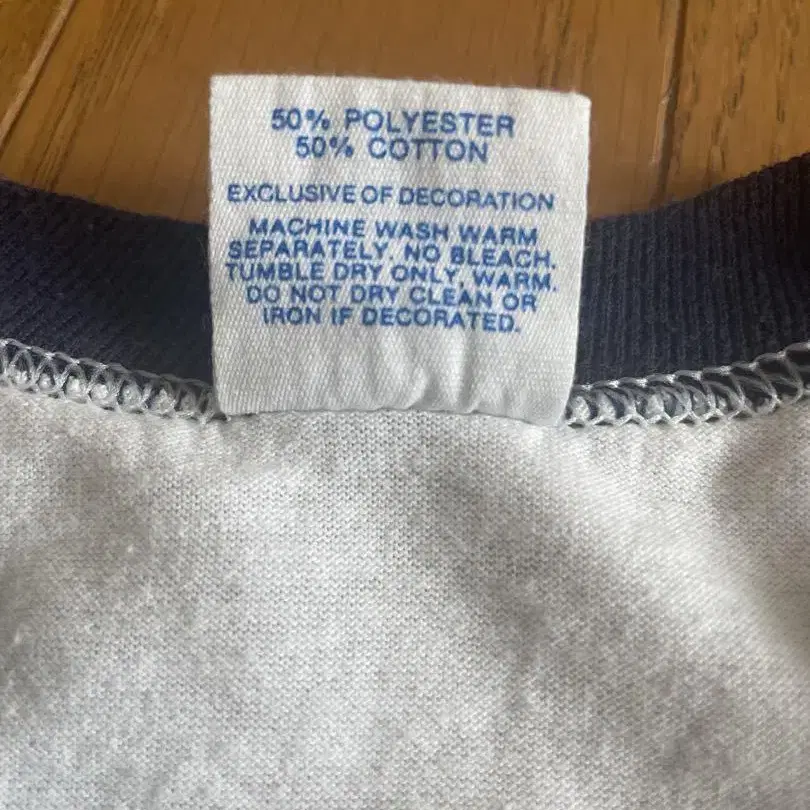 50% POLYESTER
50% COTTON
EXCLUSIVE OF DECORATION
MACHINE WASH WARM
SEPARATELY. NO BLEACH.
TUMBLE DRY ONLY, WARM.
DO NOT DRY CLEAN OR
IRON IF DECORATED.